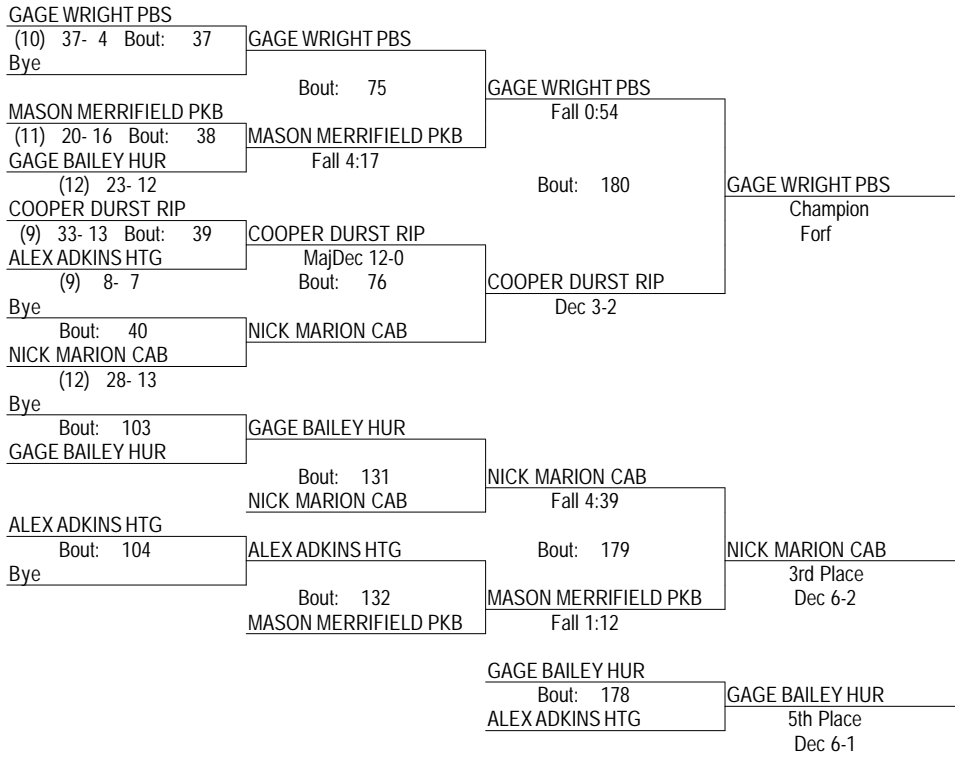 GAGE WRIGHT PBS
(10) 37- 4 Bout: 37 GAGE WRIGHT PBS
Bye
Bout: 75 GAGE WRIGHT PBS
MASON MERRIFIELD PKB Fall 0:54
(11) 20- 16 Bout: 38 MASON MERRIFIELD PKB
GAGE BAILEY HUR Fall 4:17
(12) 23- 12 Bout: 180 GAGE WRIGHT PBS
COOPER DURST RIP Champion
(9) 33- 13 Bout: 39 COOPER DURST RIP Forf
ALEX ADKINS HTG MajDec 12-0
(9) 8- 7 Bout: 76 COOPER DURST RIP
Bye Dec 3-2
Bout: 40 NICK MARION CAB
NICK MARION CAB
(12) 28- 13
Bye
Bout: 103 GAGE BAILEY HUR
GAGE BAILEY HUR
Bout: 131 NICK MARION CAB
NICK MARION CAB Fall 4:39
ALEX ADKINS HTG
Bout: 104 ALEX ADKINS HTG Bout: 179 NICK MARION CAB
Bye 3rd Place
Bout: 132 MASON MERRIFIELD PKB Dec 6-2
MASON MERRIFIELD PKB Fall 1:12
GAGE BAILEY HUR
Bout: 178 GAGE BAILEY HUR
ALEX ADKINS HTG 5th Place
Dec 6-1